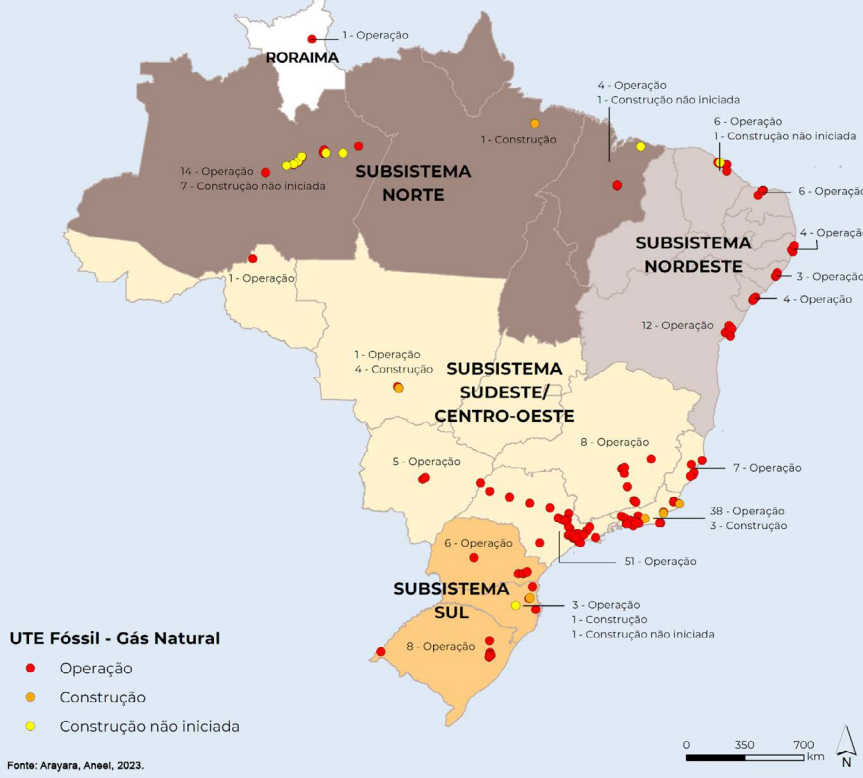 1 - Operação
RORAIMA
4 - Operação
1 - Construção não iniciada
1 - Construção
6 - Operação
1 - Construção não iniciada
14 - Operação
7 - Construção não iniciada
SUBSISTEMA
NORTE
6 - Operação
4 - Operação
SUBSISTEMA
NORDESTE
1 - Operação
3 - Operação
4 - Operação
12 - Operação
1 - Operação
4 - Construção
SUBSISTEMA
SUDESTE/
CENTRO-OESTE
8 - Operação
5 - Operação
7 - Operação
38 - Operação
3 - Construção
6 - Operação
51 - Operação
SUBSISTEMA
SUL
3 - Operação
1 - Construção
1 - Construção não iniciada
8 - Operação
UTE Fóssil - Gás Natural
Operação
Construção
Construção não iniciada
Fonte: Arayara, Aneel, 2023.
0 350 700
km
N